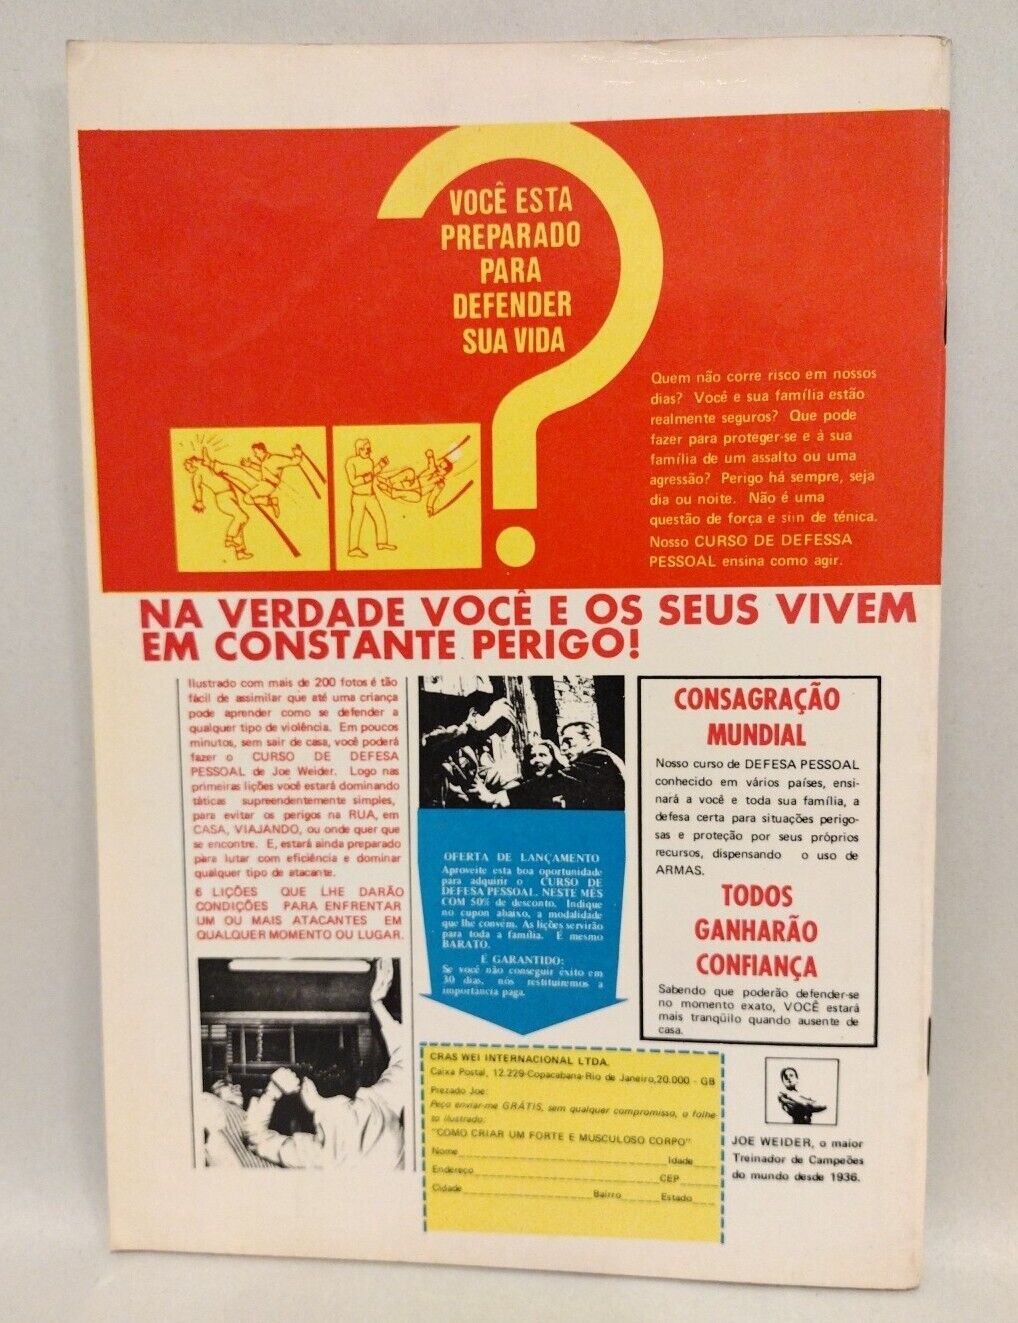 VOCÊ ESTA
PREPARADO
PARA
DEFENDER
SUA VIDA
Quem não corre risco em nossos
dias? Você e sua família estão
realmente seguros? Que pode
fazer para proteger-se e à sua
família de um assalto ou uma
agressão? Perigo há sempre, seja
dia ou noite. Não é uma
questão de força e sim de ténica.
Nosso CURSO DE DEFESSA
PESSOAL ensina como agir.
NA VERDADE VOCÊ E OS SEUS VIVEM
EM CONSTANTE PERIGO!
Ilustrado com mais de 200 fotos é tão
fácil de assimilar que até uma criança
pode aprender como se defender a
qualquer tipo de violência. Em poucos
minutos, sem sair de casa, você poderá
fazer o CURSO DE DEFESA
PESSOAL de Joe Weider. Logo nas
primeiras lições você estará dominando
táticas supreendentemente simples,
para evitar os perigos na RUA, em
CASA, VIAJANDO, ou onde quer que
se encontre. E, estará ainda preparado
para lutar com eficiência e dominar
qualquer tipo de atacante.
6 LIÇÕES QUE LHE DARÃO
CONDIÇÕES PARA ENFRENTAR
UM OU MAIS ATACANTES EM
QUALQUER MOMENTO OU LUGAR.
OFERTA DE LANÇAMENTO
Aproveite esta boa oportunidade
para adquirir o CURSO DE
DEFESA PESSOAL. NESTE MÊS
COM 50% de desconto. Indique
no cupon abaixo, a modalidade
que lhe convém. As lições servirão
para toda a família. É mesmo
BARATO.
É GARANTIDO:
Se você não conseguir êxito em
30 dias, nós restituiremos a
importância paga.
CONSAGRAÇÃO
MUNDIAL
Nosso curso de DEFESA PESSOAL
conhecido em vários países, ensi-
nará a você e toda sua família, a
defesa certa para situações perigo-
sas e proteção por seus próprios
recursos, dispensando o uso de
ARMAS.
TODOS
GANHARÃO
CONFIANÇA
Sabendo que poderão defender-se
no momento exato, VOCÊ estará
mais tranqüilo quando ausente de
casa.
CRAS WEI INTERNACIONAL LTDA.
Caixa Postal, 12.229-Copacabana-Rio de Janeiro,20.000 - GB
Prezado Joe:
Peço enviar-me GRÁTIS, sem qualquer compromisso, o folhe-
to ilustrado:
"COMO CRIAR UM FORTE E MUSCULOSO CORPO"
Nome Idade
Endereço CEP
Cidade Bairro Estado
JOE WEIDER, o maior
Treinador de Campeões
do mundo desde 1936.